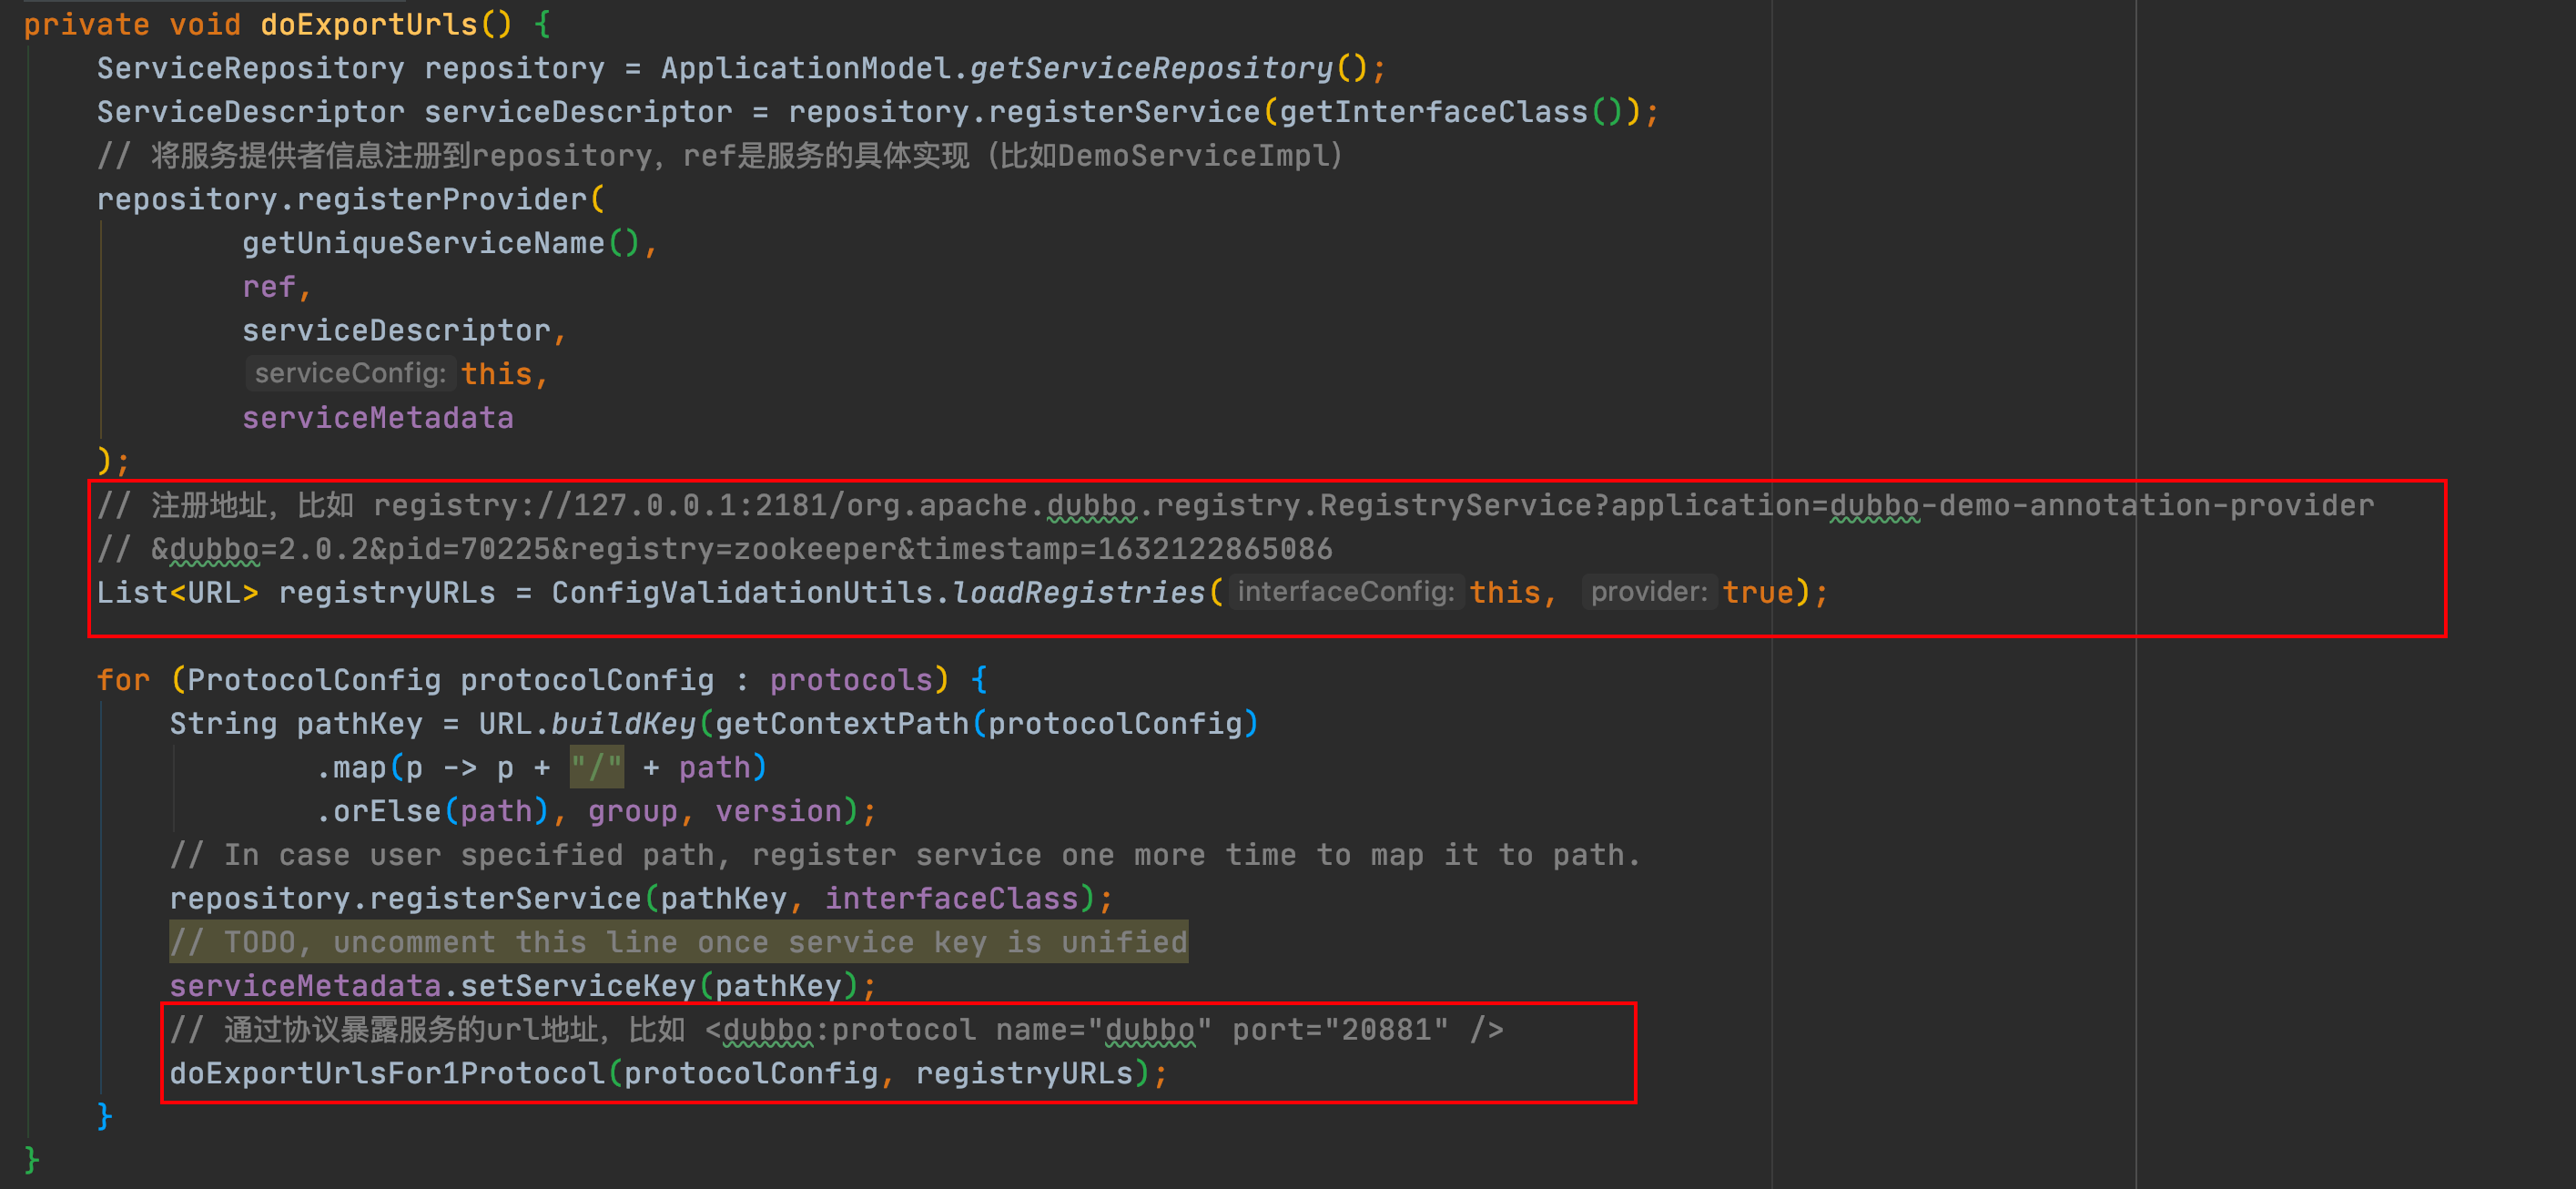 private void doExportUrls() {
ServiceRepository repository = ApplicationModel.getServiceRepository();
ServiceDescriptor serviceDescriptor = repository.registerService(getInterfaceClass());
// 将服务提供者信息注册到repository，ref是服务的具体实现（比如DemoServiceImpl）
repository.registerProvider(
getUniqueServiceName(),
ref,
serviceDescriptor,
serviceConfig: this,
serviceMetadata
);
// 注册地址，比如 registry://127.0.0.1:2181/org.apache.dubbo.registry.RegistryService?application=dubbo-demo-annotation-provider
// &dubbo=2.0.2&pid=70225&registry=zookeeper&timestamp=1632122865086
List<URL> registryURLs = ConfigValidationUtils.loadRegistries( interfaceConfig: this, provider: true);
for (ProtocolConfig protocolConfig : protocols) {
String pathKey = URL.buildKey(getContextPath(protocolConfig)
.map(p -> p + "/" + path)
.orElse(path), group, version);
// In case user specified path, register service one more time to map it to path.
repository.registerService(pathKey, interfaceClass);
// TODO, uncomment this line once service key is unified
serviceMetadata.setServiceKey(pathKey);
// 通过协议暴露服务的url地址，比如 <dubbo:protocol name="dubbo" port="20881" />
doExportUrlsFor1Protocol(protocolConfig, registryURLs);
}
}